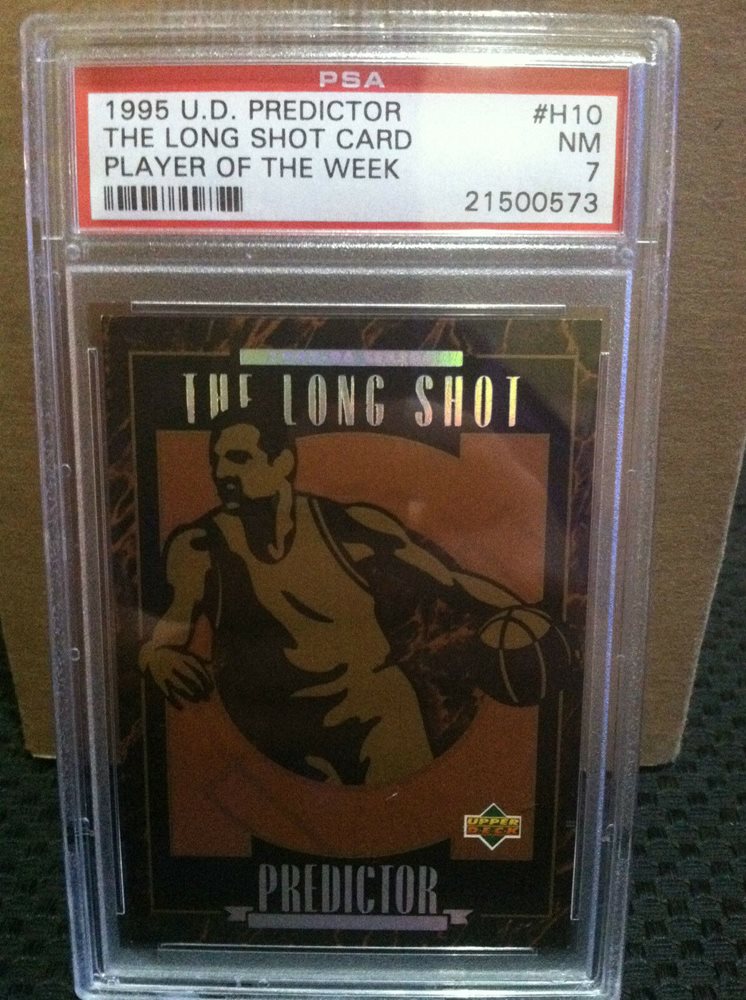 PSA
1995 U.D. PREDICTOR #H10
THE LONG SHOT CARD NM
PLAYER OF THE WEEK 7
21500573
THE LONG SHOT
UPPER
DECK
PREDICTOR